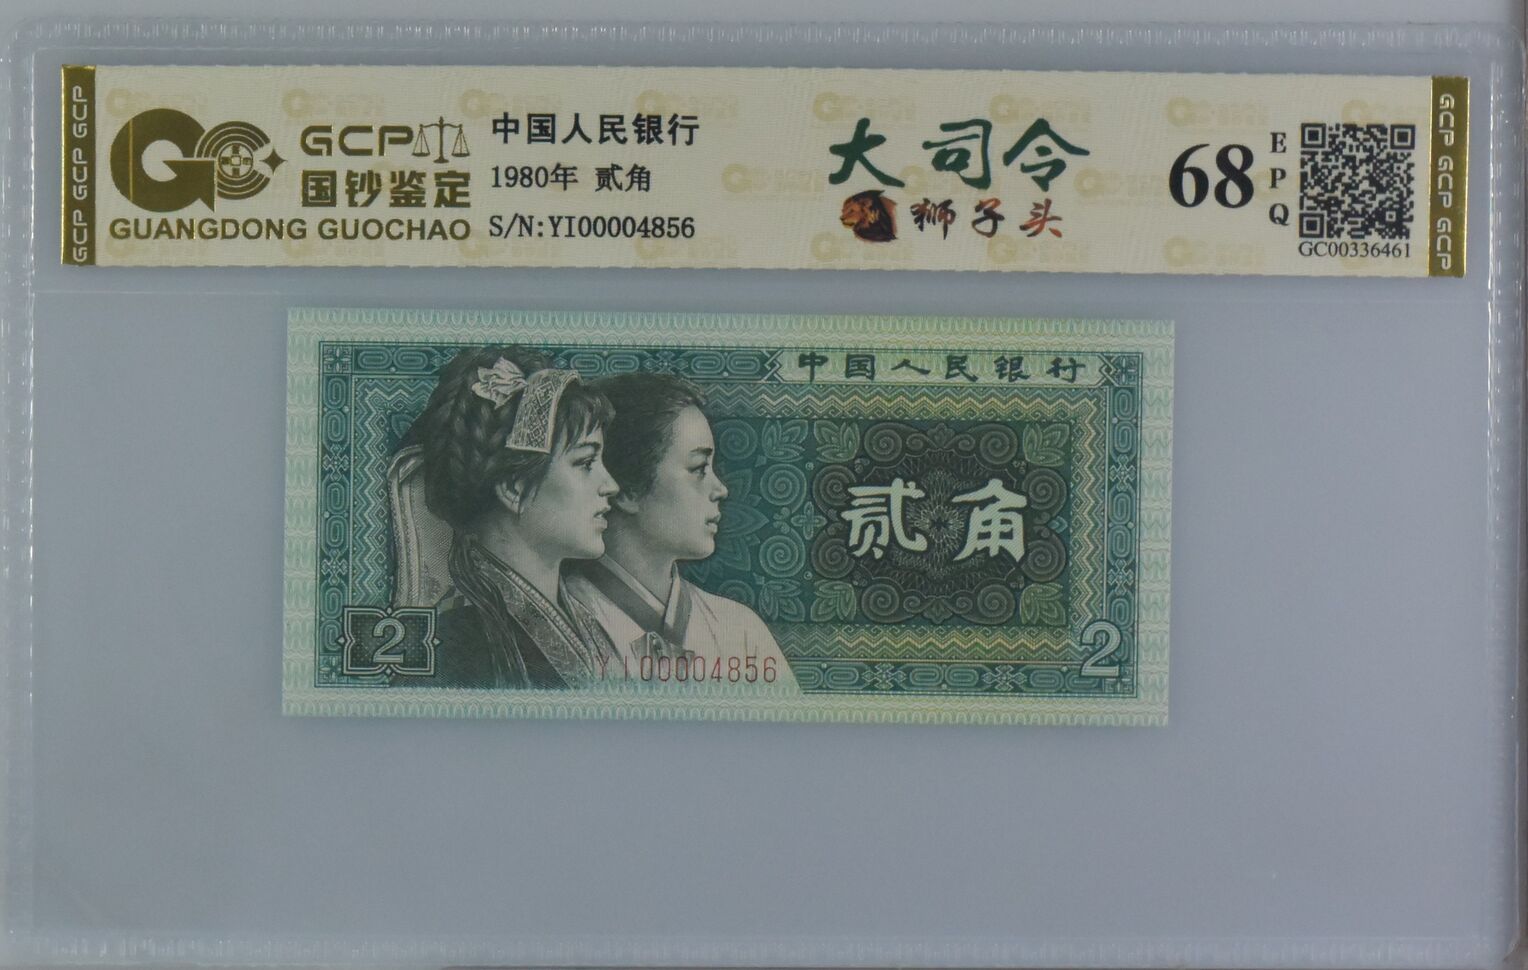 GCP GCP GCP
GCP
国钞鉴定
GUANGDONG GUOCHAO
中国人民银行
1980年 贰角
S/N:YI00004856
大司令
狮子头
68
EPQ
GC00336461
GCP GCP GCP
中国人民银行
贰角
2
YI00004856
2